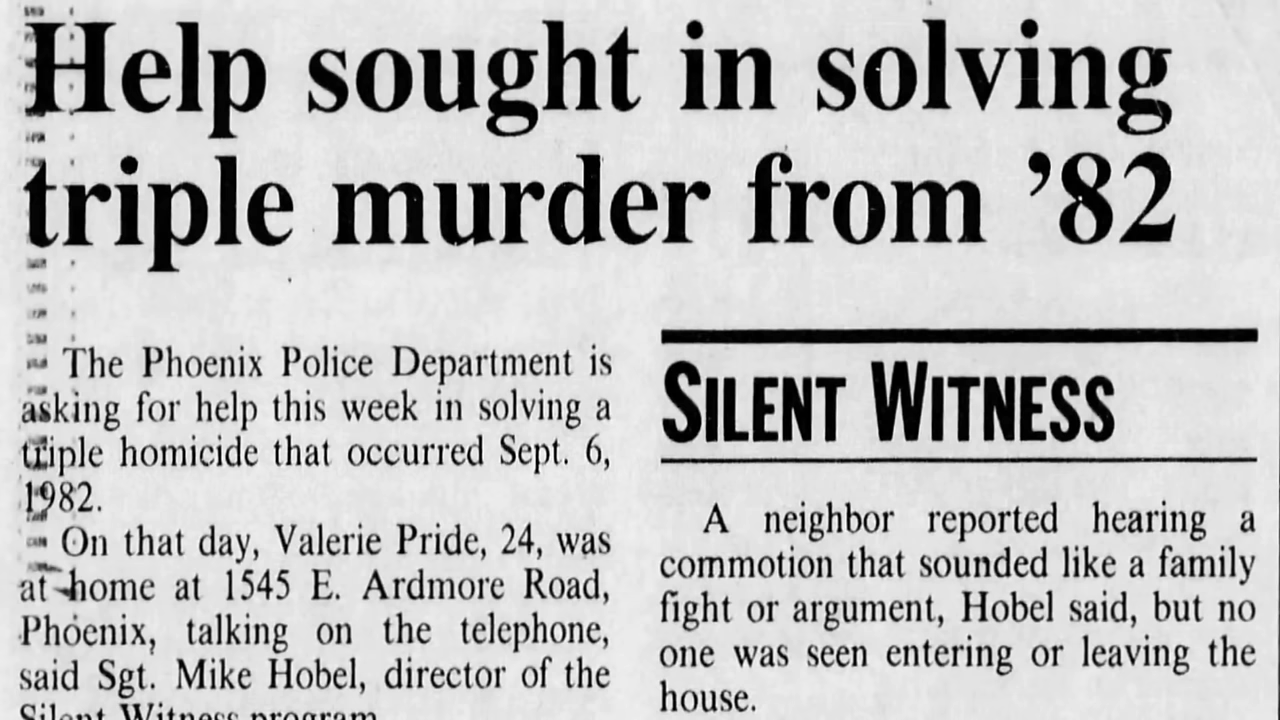 Help sought in solving
triple murder from ’82
The Phoenix Police Department is
asking for help this week in solving a
triple homicide that occurred Sept. 6,
1982.
On that day, Valerie Pride, 24, was
at home at 1545 E. Ardmore Road,
Phoenix, talking on the telephone,
said Sgt. Mike Hobel, director of the
Silent Witness program
SILENT WITNESS
A neighbor reported hearing a
commotion that sounded like a family
fight or argument, Hobel said, but no
one was seen entering or leaving the
house.